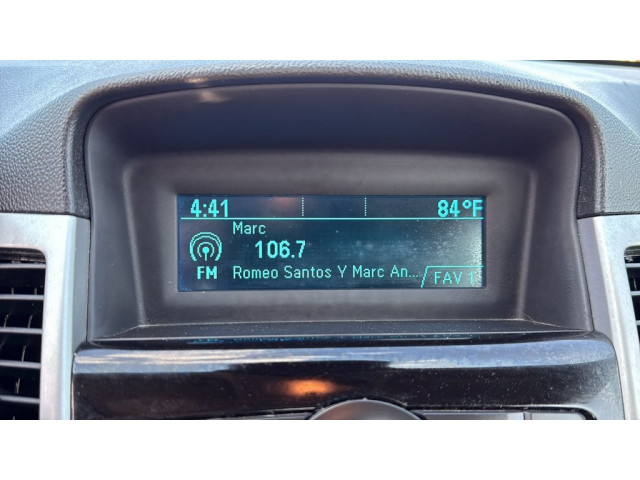 4:41 84°F
Marc
106.7
FM Romeo Santos Y Marc An... FAV 1